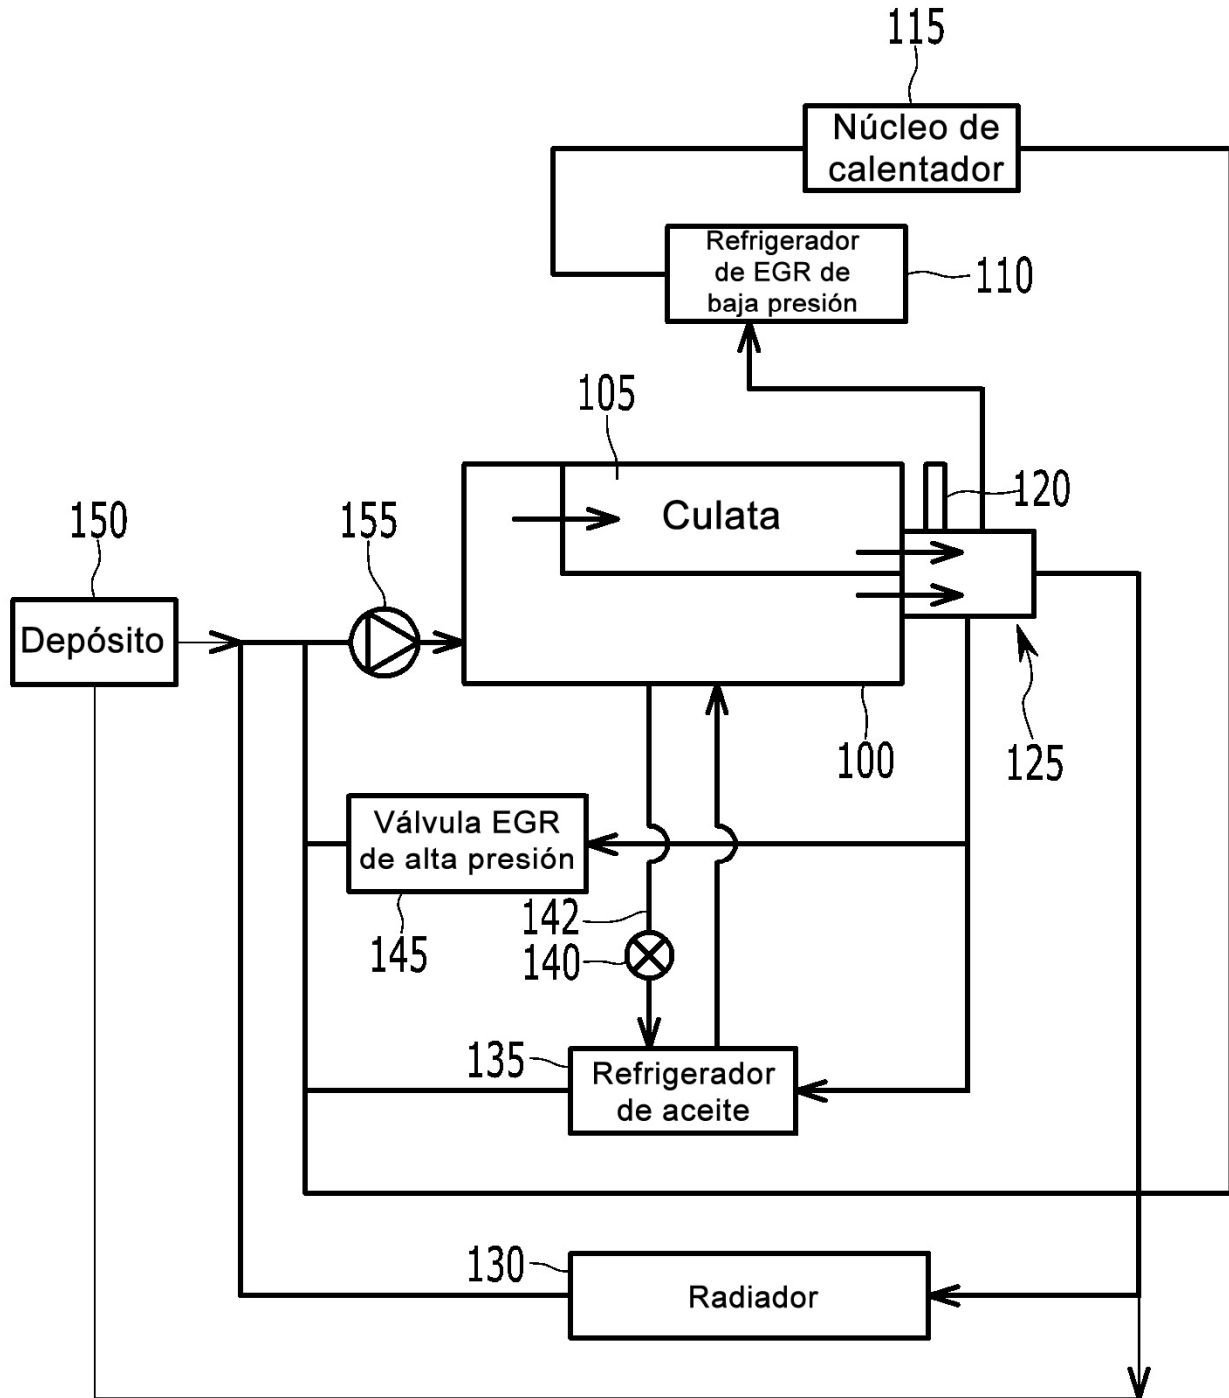 115
Núcleo de
calentador
Refrigerador
de EGR de
baja presión
110
105
Culata
120
150
155
Depósito
100
125
Válvula EGR
de alta presión
145
142
140
135
Refrigerador
de aceite
130
Radiador